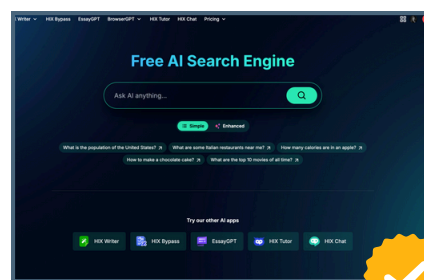 Writer HIX Bypass EssayGPT BrowserGPT HIX Tutor HIX Chat Pricing
Free AI Search Engine
Ask AI anything...
Simple Enhanced
What is the population of the United States? What are some Italian restaurants near me? How many calories are in an apple?
How to make a chocolate cake? What are the top 10 movies of all time?
Try our other AI apps
HIX Writer HIX Bypass EssayGPT HIX Tutor HIX Chat